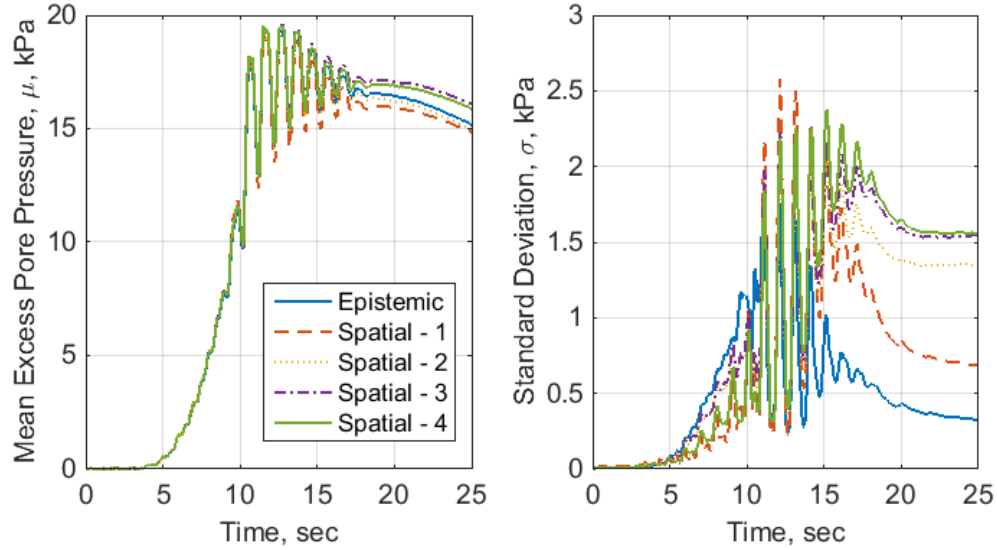 Mean Excess Pore Pressure, μ, kPa
20
15
10
5
0
0 5 10 15 20 25
Time, sec
Epistemic
Spatial - 1
Spatial - 2
Spatial - 3
Spatial - 4
Standard Deviation, σ, kPa
3
2.5
2
1.5
1
0.5
0
0 5 10 15 20 25
Time, sec